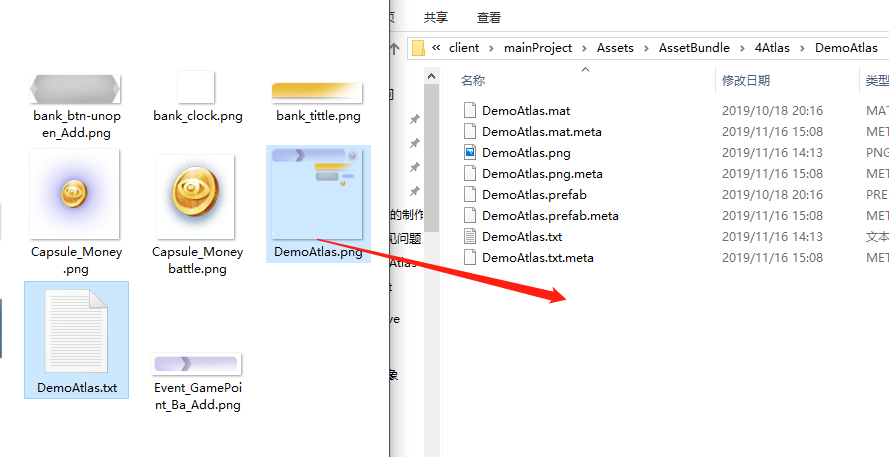 bank_btn-unop
en_Add.png
bank_clock.png
bank_tittle.png
Capsule_Money
.png
Capsule_Money
battle.png
DemoAtlas.png
DemoAtlas.txt
Event_GamePoi
nt_Ba_Add.png
共享 查看
« client › mainProject › Assets › AssetBundle › 4Atlas › DemoAtlas
名称 修改日期 类型
DemoAtlas.mat 2019/10/18 20:16 MA
DemoAtlas.mat.meta 2019/11/16 15:08 MET
DemoAtlas.png 2019/11/16 14:13 PNG
DemoAtlas.png.meta 2019/11/16 15:08 MET
DemoAtlas.prefab 2019/10/18 20:16 PRE
DemoAtlas.prefab.meta 2019/11/16 15:08 MET
DemoAtlas.txt 2019/11/16 14:13 文本
DemoAtlas.txt.meta 2019/11/16 15:08 MET
的制作
见问题
Atlas
t
ve
象